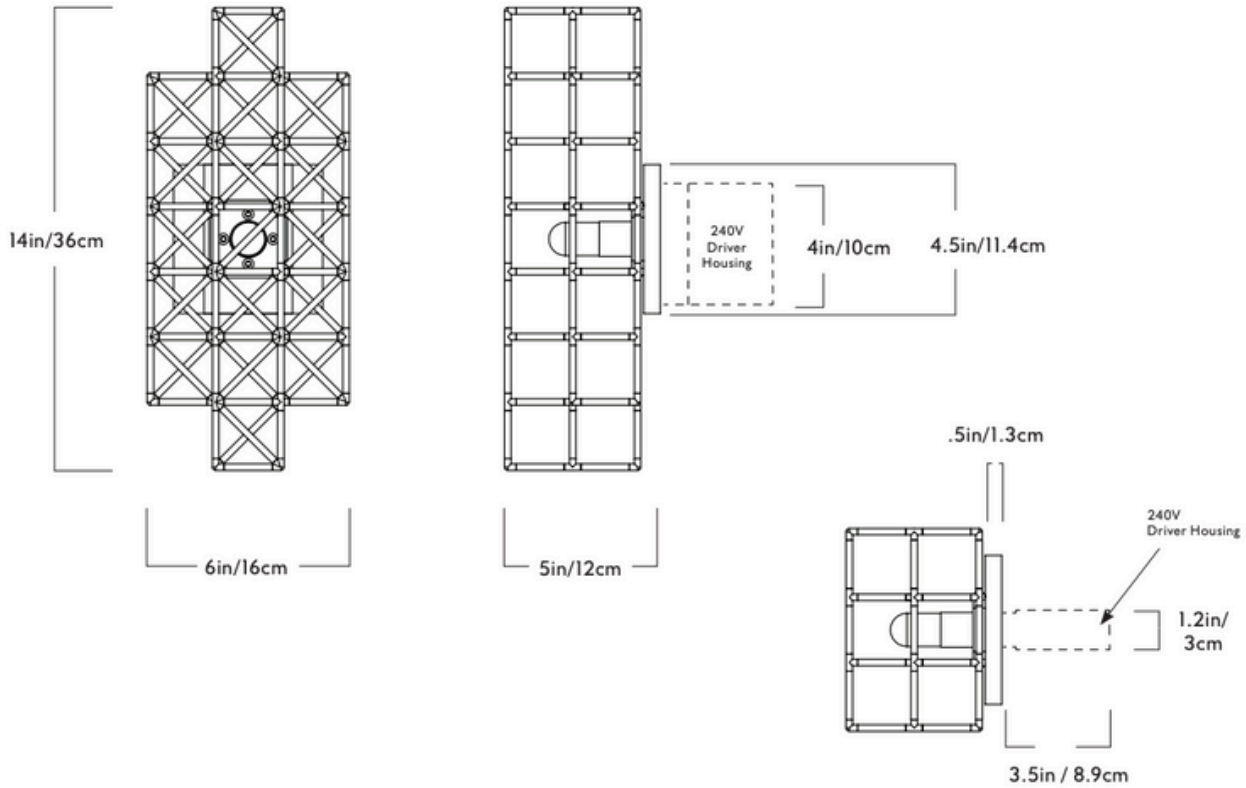 14in/36cm
6in/16cm
240V
Driver
Housing
4in/10cm
4.5in/11.4cm
5in/12cm
.5in/1.3cm
240V
Driver Housing
1.2in/
3cm
3.5in / 8.9cm